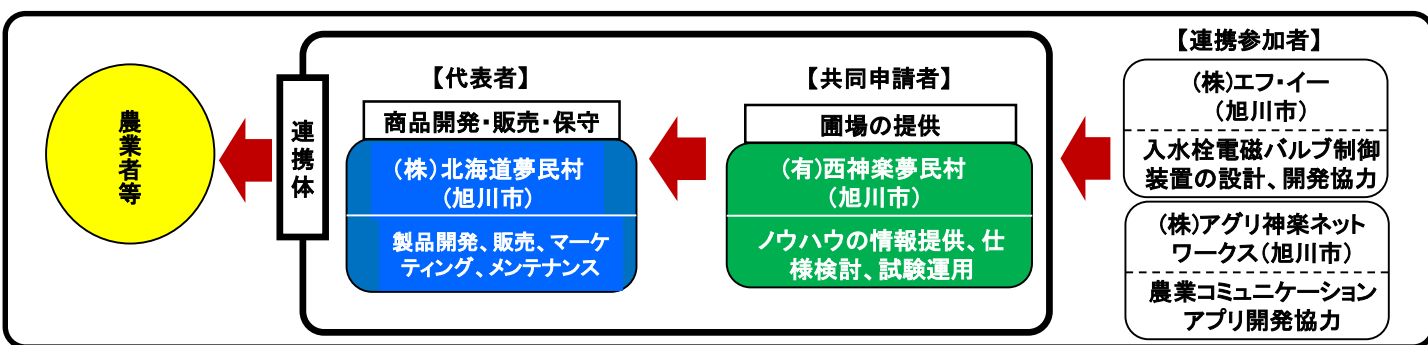 農業者等
連携体
【代表者】
商品開発・販売・保守
(株)北海道夢民村
(旭川市)
製品開発、販売、マーケ
ティング、メンテナンス
【共同申請者】
圃場の提供
(有)西神楽夢民村
(旭川市)
ノウハウの情報提供、仕
様検討、試験運用
【連携参加者】
(株)エフ・イー
(旭川市)
入水栓電磁バルブ制御
装置の設計、開発協力
(株)アグリ神楽ネット
ワークス(旭川市)
農業コミュニケーション
アプリ開発協力